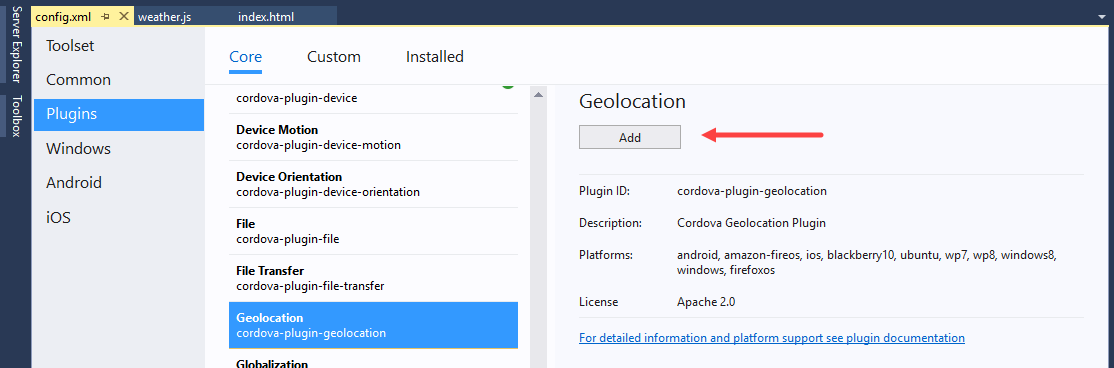 config.xml
weather.js
index.html
Server Explorer
Toolbox
Toolset
Common
Plugins
Windows
Android
iOS
Core
Custom
Installed
cordova-plugin-device
Device Motion
cordova-plugin-device-motion
Device Orientation
cordova-plugin-device-orientation
File
cordova-plugin-file
File Transfer
cordova-plugin-file-transfer
Geolocation
cordova-plugin-geolocation
Globalization
Geolocation
Add
Plugin ID:
cordova-plugin-geolocation
Description:
Cordova Geolocation Plugin
Platforms:
android, amazon-fireos, ios, blackberry10, ubuntu, wp7, wp8, windows8,
windows, firefoxos
License
Apache 2.0
For detailed information and platform support see plugin documentation